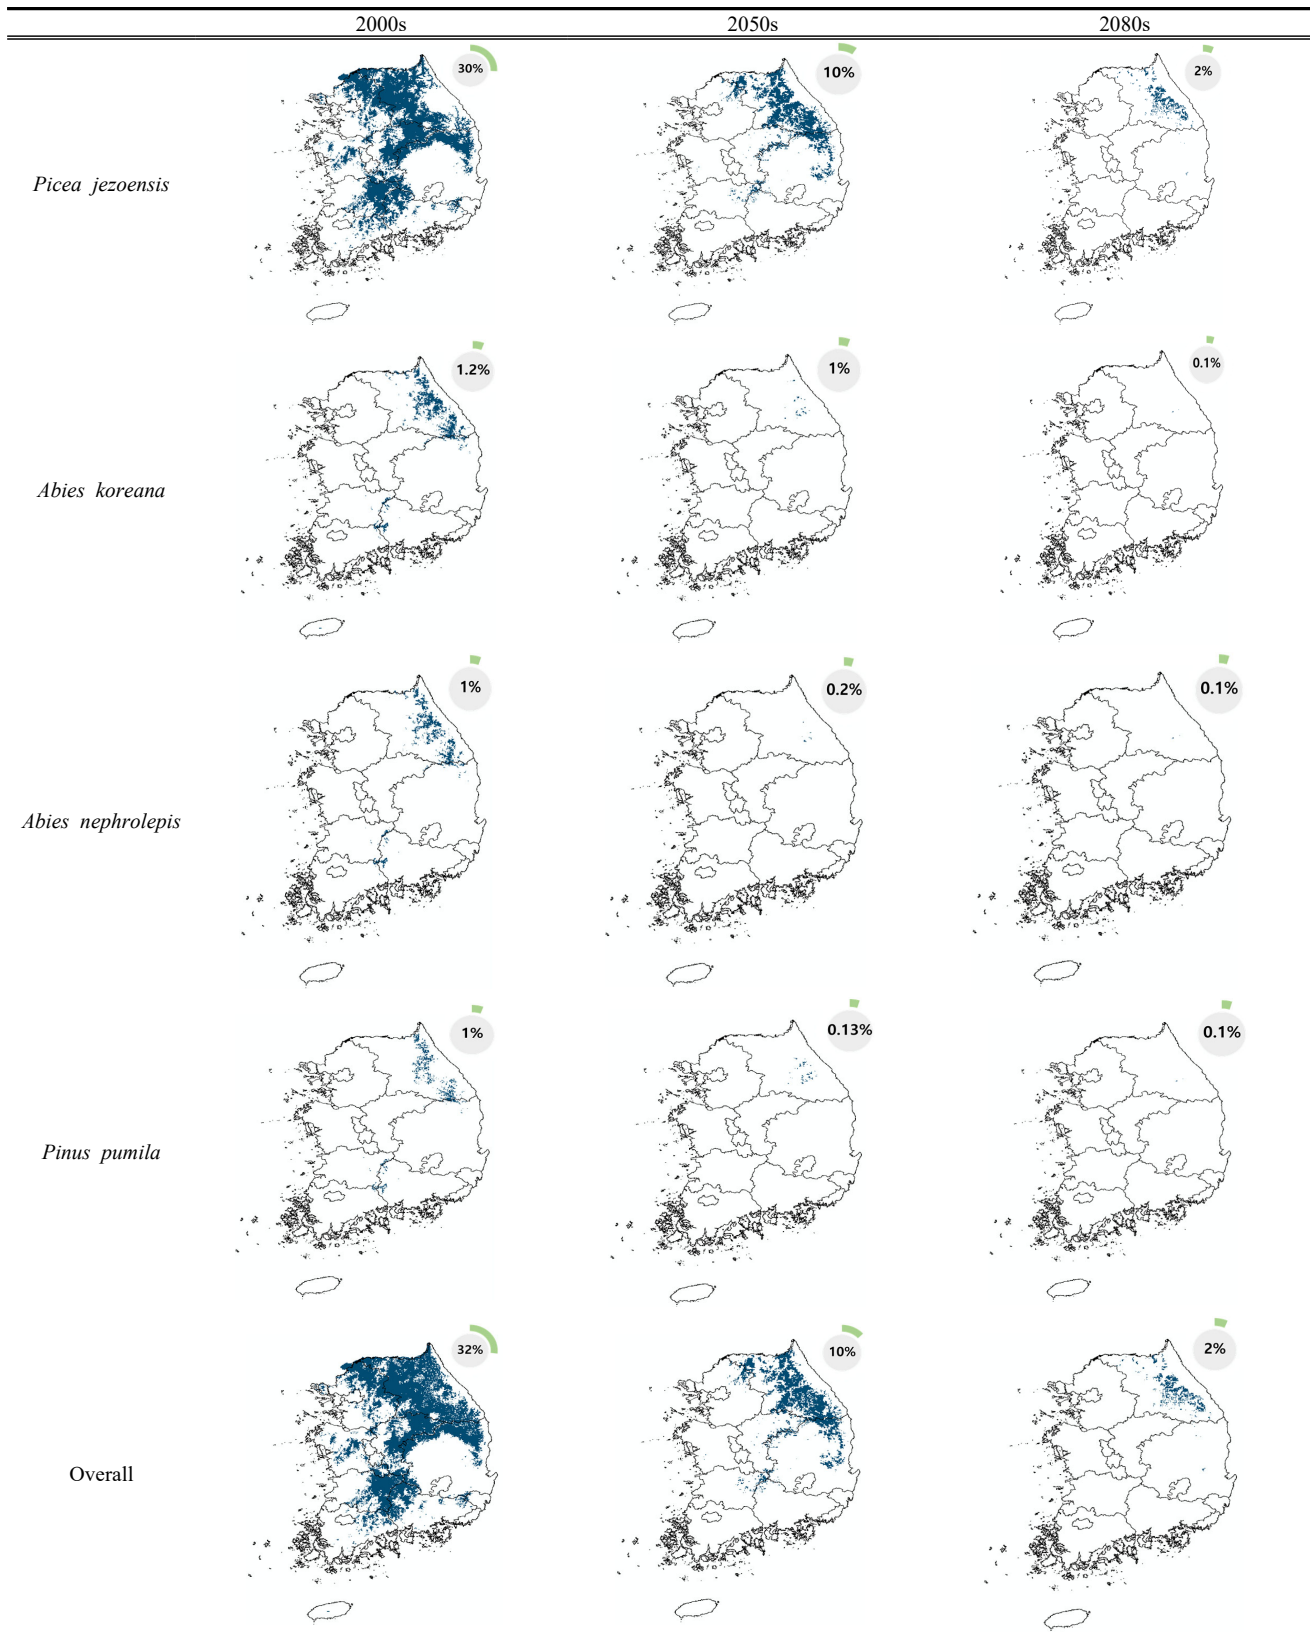 2000s 2050s 2080s
30% 10% 2%
Picea jezoensis
1.2% 1% 0.1%
Abies koreana
1% 0.2% 0.1%
Abies nephrolepis
1% 0.13% 0.1%
Pinus pumila
32% 10% 2%
Overall